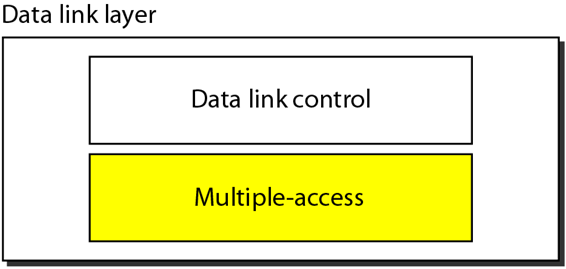 Data link layer
Data link control
Multiple-access